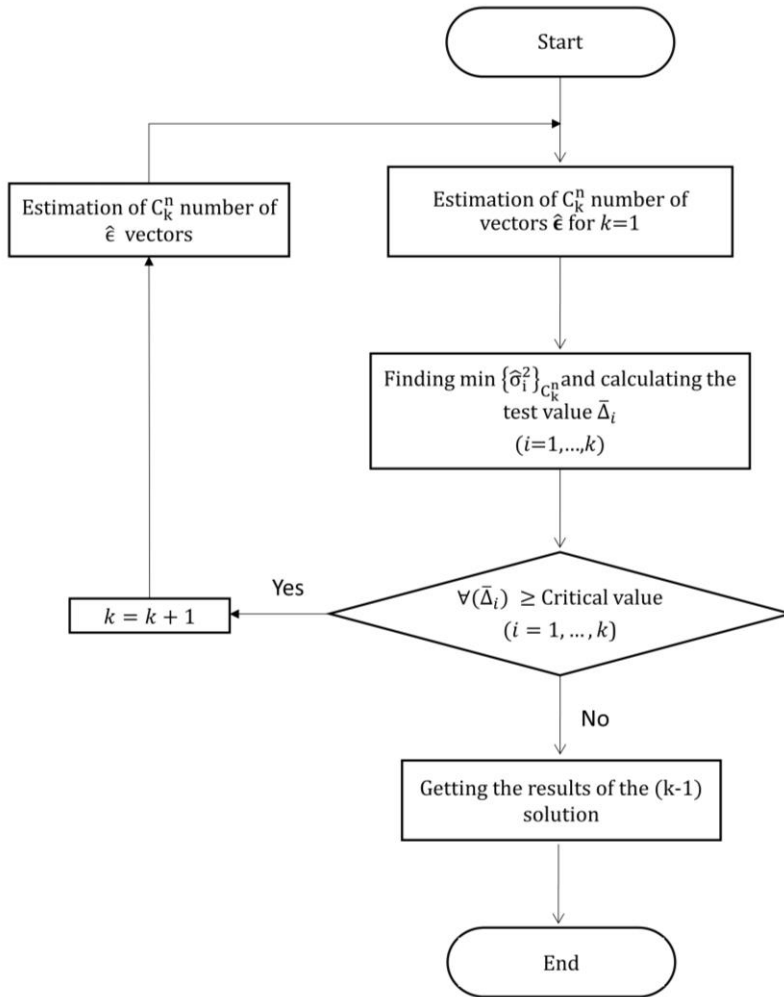 Start
Estimation of C_k^n number of
vectors ϵ̂ for k=1
Estimation of C_k^n number of
ϵ̂ vectors
Finding min {σ̂_i^2}_{C_k^n} and calculating the
test value Δ̄_i
(i=1,...,k)
∀(Δ̄_i) ≥ Critical value
(i = 1, ..., k)
Yes
k = k + 1
No
Getting the results of the (k-1)
solution
End